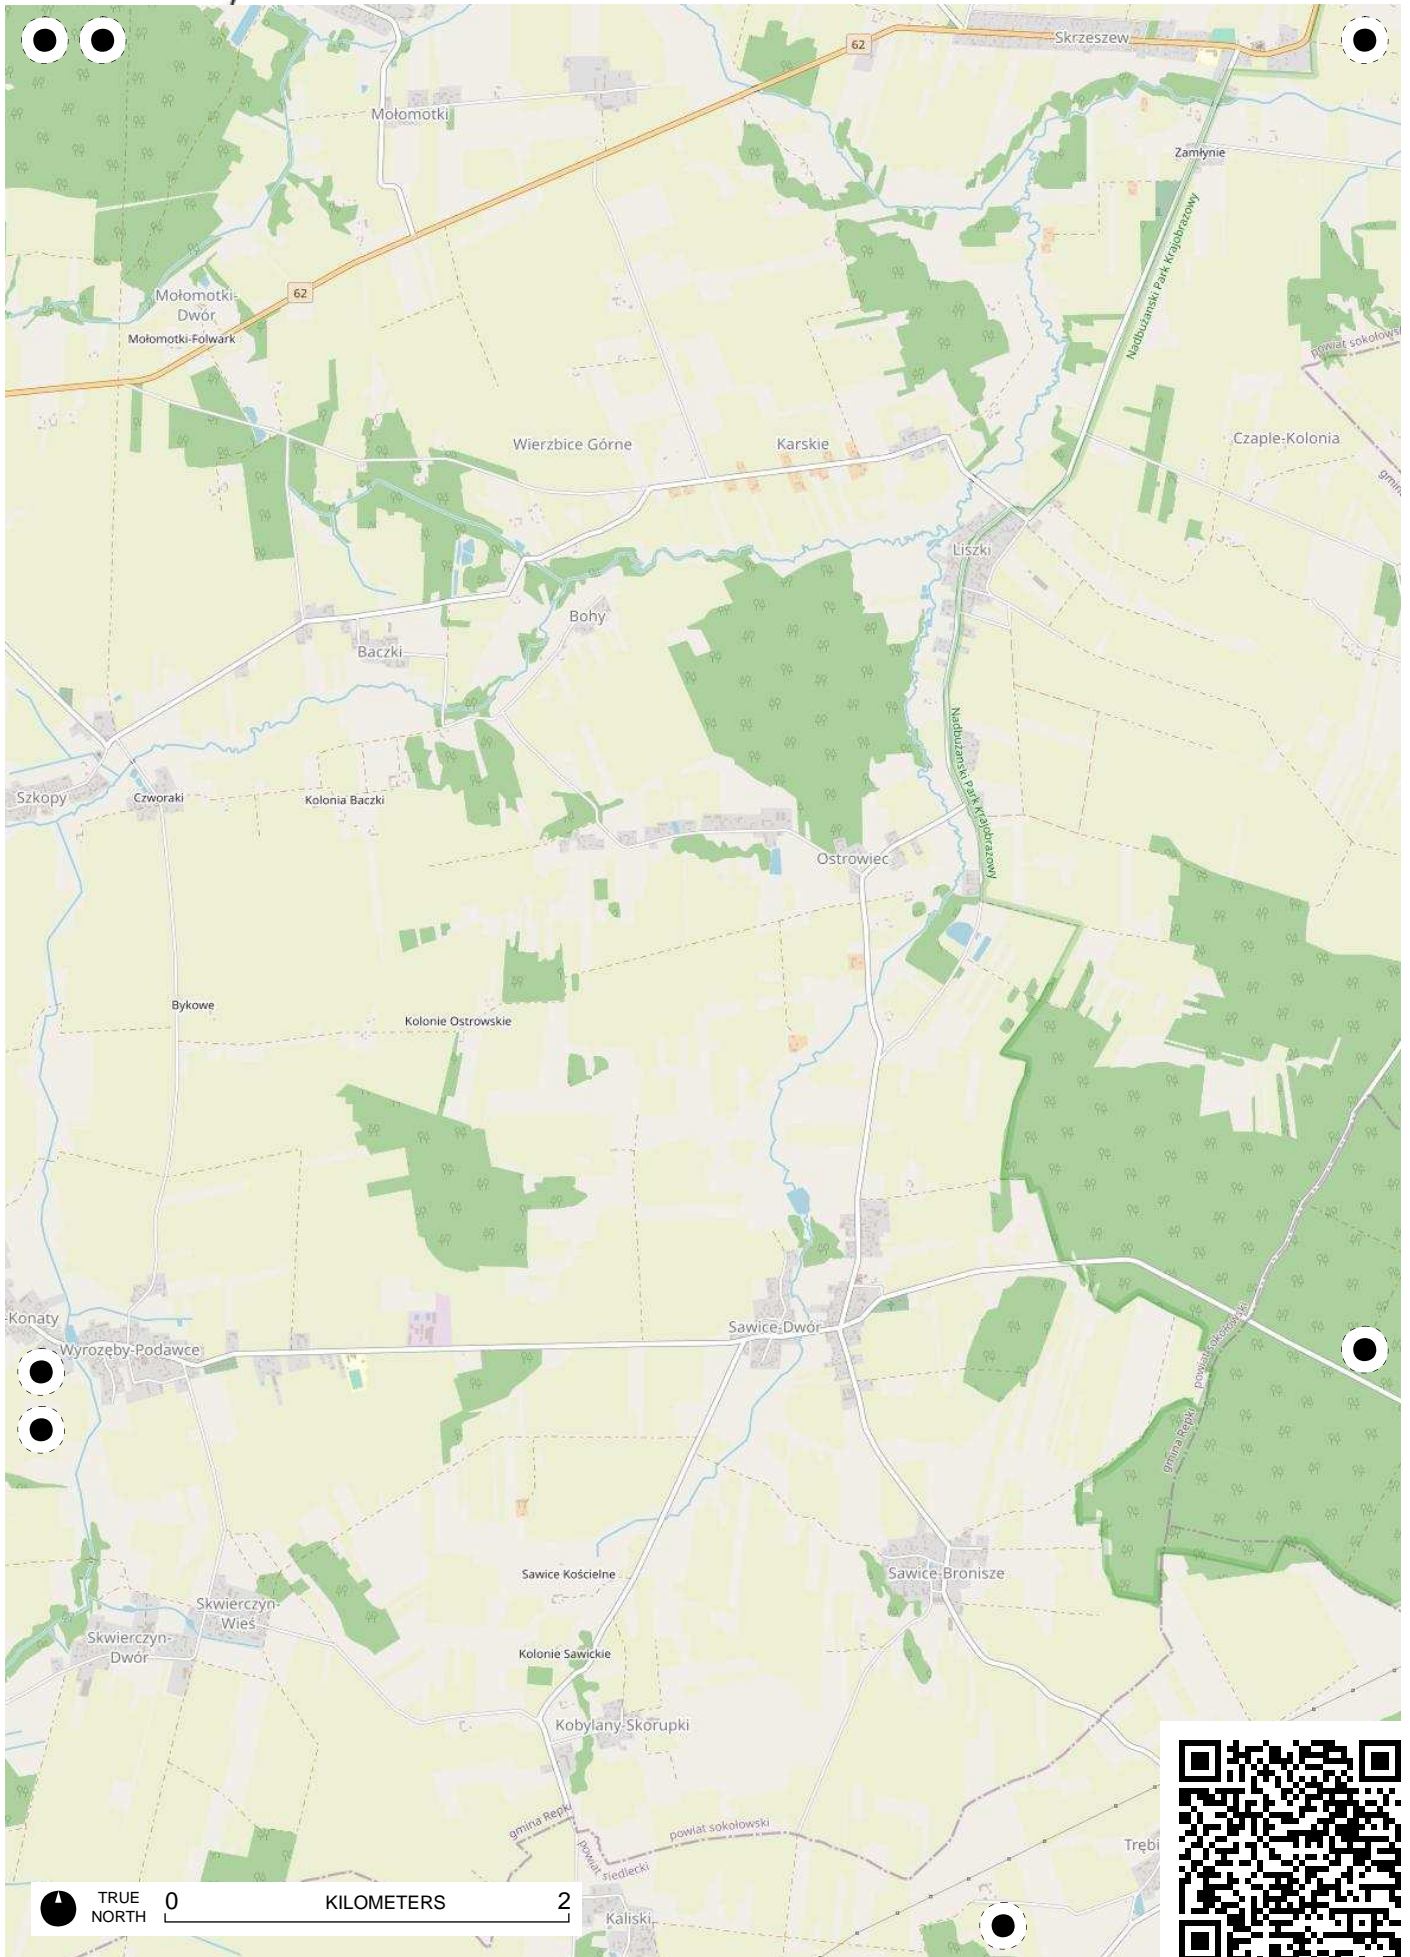 62
Skrzeszew
Mołomotki
Zamłynie
Nadbużański Park Krajobrazowy
62
Mołomotki-
Dwór
Mołomotki-Folwark
powiat sokołowski
Wierzbice Górne
Karskie
Czaple-Kolonia
gmina
Liszki
Bohy
Baczki
Nadbużański Park Krajobrazowy
Szkopy
Czworaki
Kolonia Baczki
Ostrowiec
Bykowe
Kolonie Ostrowskie
-Konaty
Wyrozęby-Podawce
Sawice-Dwór
powiat sokołowski
gmina Repki
Sawice Kościelne
Sawice-Bronisze
Skwierczyn-
Wieś
Skwierczyn-
Dwór
Kolonie Sawickie
Kobylany-Skorupki
gmina Repki
powiat sokołowski
powiat siedlecki
Trębi
TRUE
NORTH
0 KILOMETERS 2
Kaliski